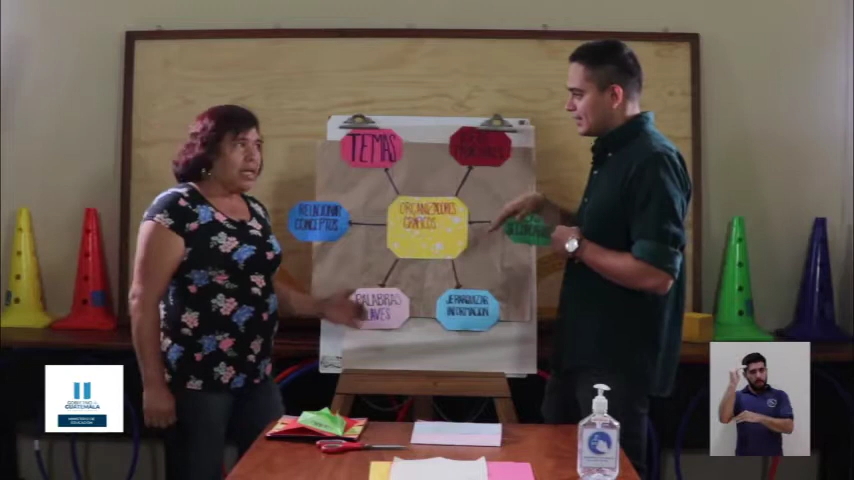 TEMAS
RELACIONAR
CONCEPTOS
ORGANIZADORES
GRÁFICOS
PALABRAS
CLAVES
JERARQUIZAR
INFORMACIÓN
GOBIERNO de
GUATEMALA
MINISTERIO DE
EDUCACIÓN